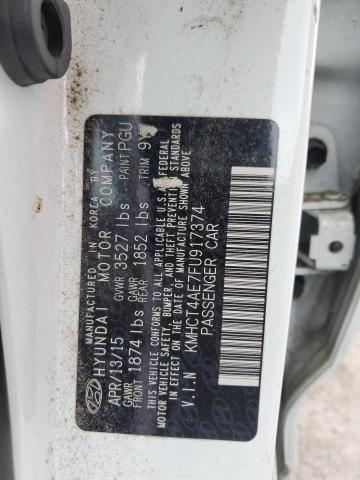 MANUFACTURED IN KOREA BY
HYUNDAI MOTOR COMPANY
APR/13/15 GVWR 3527 lbs PAINT PGU
GAWR FRONT 1874 lbs GAWR REAR 1852 lbs TRIM 9
THIS VEHICLE CONFORMS TO ALL APPLICABLE U.S.A FEDERAL
MOTOR VEHICLE SAFETY, BUMPER, AND THEFT PREVENTION
STANDARDS IN EFFECT ON THE DATE OF MANUFACTURE
SHOWN ABOVE.
V.I.N KMHCT4AE7FU917374
PASSENGER CAR